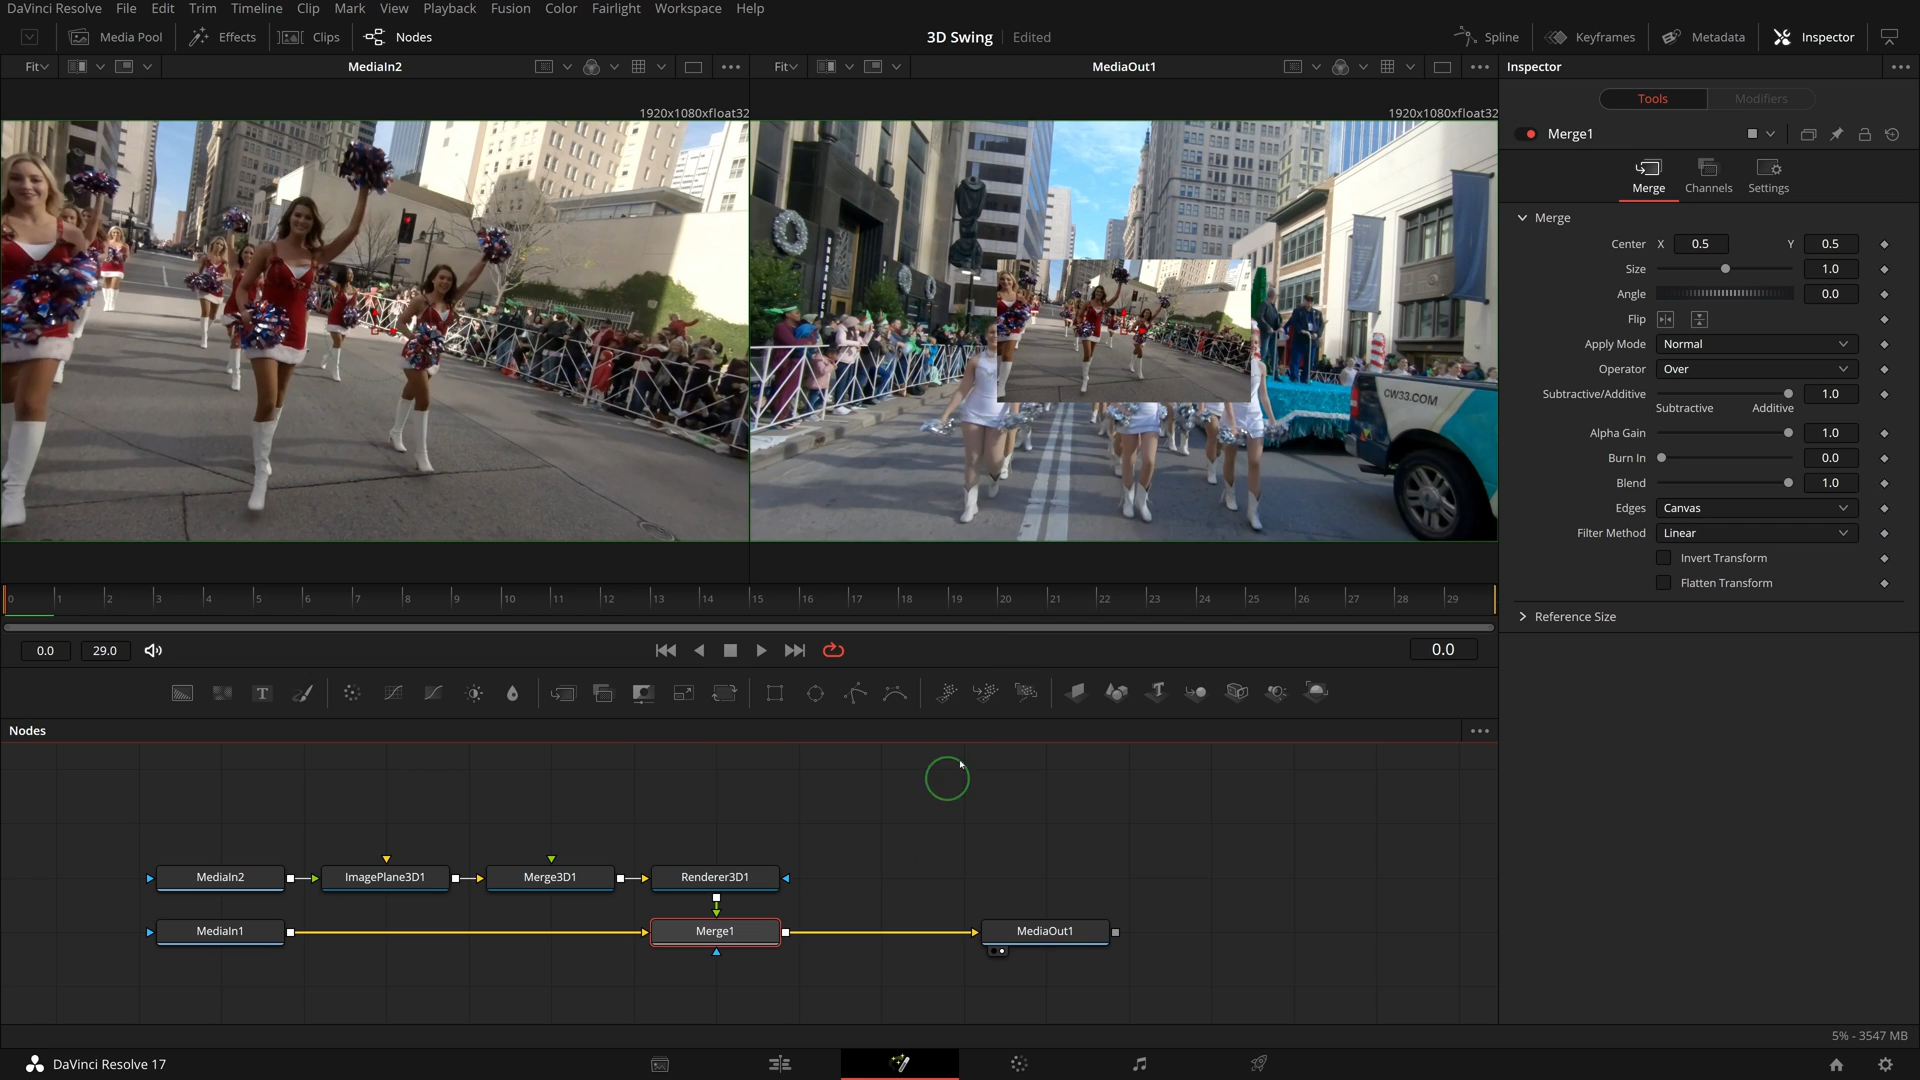 DaVinci Resolve File Edit Trim Timeline Clip Mark View Playback Fusion Color Fairlight Workspace Help
Media Pool Effects Clips Nodes 3D Swing Edited Spline Keyframes Metadata Inspector
Fit MediaIn2 Fit MediaOut1 Inspector
1920x1080xfloat32 1920x1080xfloat32
Tools Modifiers
Merge1
Merge Channels Settings
Merge
Center X 0.5 Y 0.5
Size 1.0
Angle 0.0
Flip
Apply Mode Normal
Operator Over
Subtractive/Additive 1.0
Subtractive Additive
Alpha Gain 1.0
Burn In 0.0
Blend 1.0
Edges Canvas
Filter Method Linear
Invert Transform
Flatten Transform
Reference Size
CW33.COM
0 1 2 3 4 5 6 7 8 9 10 11 12 13 14 15 16 17 18 19 20 21 22 23 24 25 26 27 28 29
0.0 29.0 0.0
Nodes
MediaIn2 ImagePlane3D1 Merge3D1 Renderer3D1
MediaIn1 Merge1 MediaOut1
5% - 3547 MB
DaVinci Resolve 17